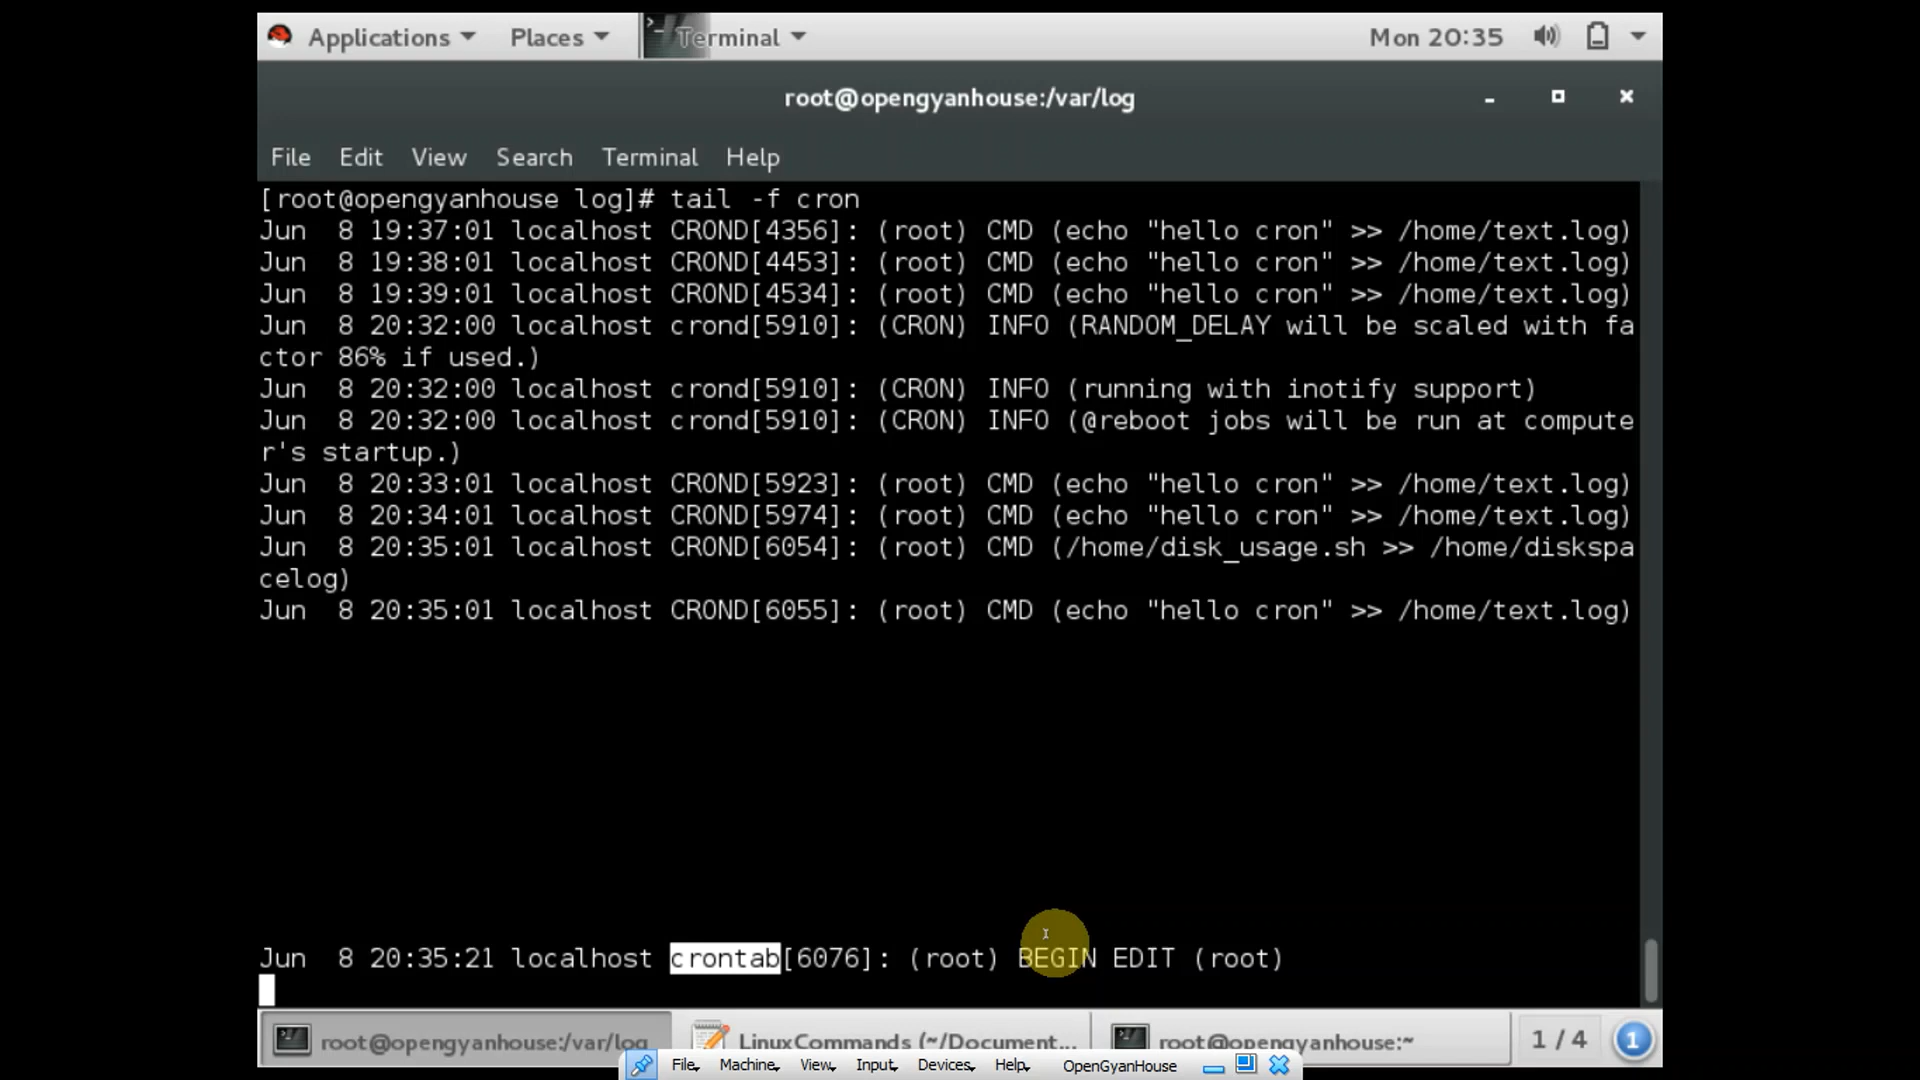 Applications Places Terminal Mon 20:35
root@opengyanhouse:/var/log
File Edit View Search Terminal Help
[root@opengyanhouse log]# tail -f cron
Jun  8 19:37:01 localhost CROND[4356]: (root) CMD (echo "hello cron" >> /home/text.log)
Jun  8 19:38:01 localhost CROND[4453]: (root) CMD (echo "hello cron" >> /home/text.log)
Jun  8 19:39:01 localhost CROND[4534]: (root) CMD (echo "hello cron" >> /home/text.log)
Jun  8 20:32:00 localhost crond[5910]: (CRON) INFO (RANDOM_DELAY will be scaled with fa
ctor 86% if used.)
Jun  8 20:32:00 localhost crond[5910]: (CRON) INFO (running with inotify support)
Jun  8 20:32:00 localhost crond[5910]: (CRON) INFO (@reboot jobs will be run at compute
r's startup.)
Jun  8 20:33:01 localhost CROND[5923]: (root) CMD (echo "hello cron" >> /home/text.log)
Jun  8 20:34:01 localhost CROND[5974]: (root) CMD (echo "hello cron" >> /home/text.log)
Jun  8 20:35:01 localhost CROND[6054]: (root) CMD (/home/disk_usage.sh >> /home/diskspa
celog)
Jun  8 20:35:01 localhost CROND[6055]: (root) CMD (echo "hello cron" >> /home/text.log)
Jun  8 20:35:21 localhost crontab[6076]: (root) BEGIN EDIT (root)
root@opengyanhouse:/var/log LinuxCommands (~/Document... root@opengyanhouse:~ 1 / 4 1
File Machine View Input Devices Help OpenGyanHouse